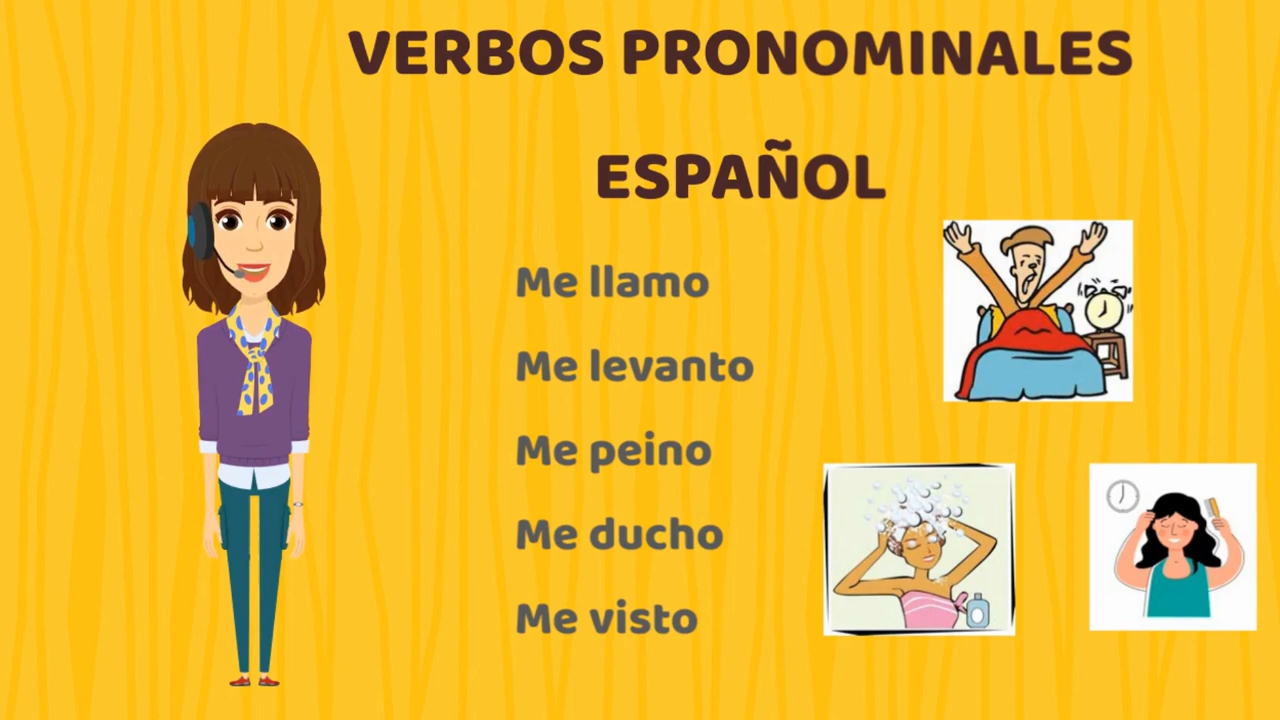 VERBOS PRONOMINALES
ESPAÑOL
Me llamo
Me levanto
Me peino
Me ducho
Me visto